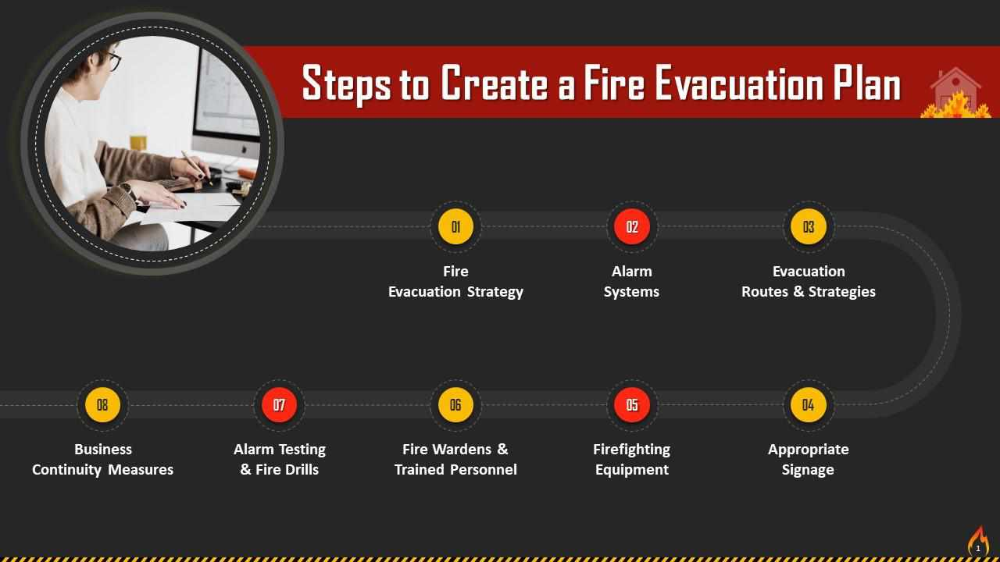 Steps to Create a Fire Evacuation Plan
01
Fire
Evacuation Strategy
02
Alarm
Systems
03
Evacuation
Routes & Strategies
04
Appropriate
Signage
05
Firefighting
Equipment
06
Fire Wardens &
Trained Personnel
07
Alarm Testing
& Fire Drills
08
Business
Continuity Measures
1